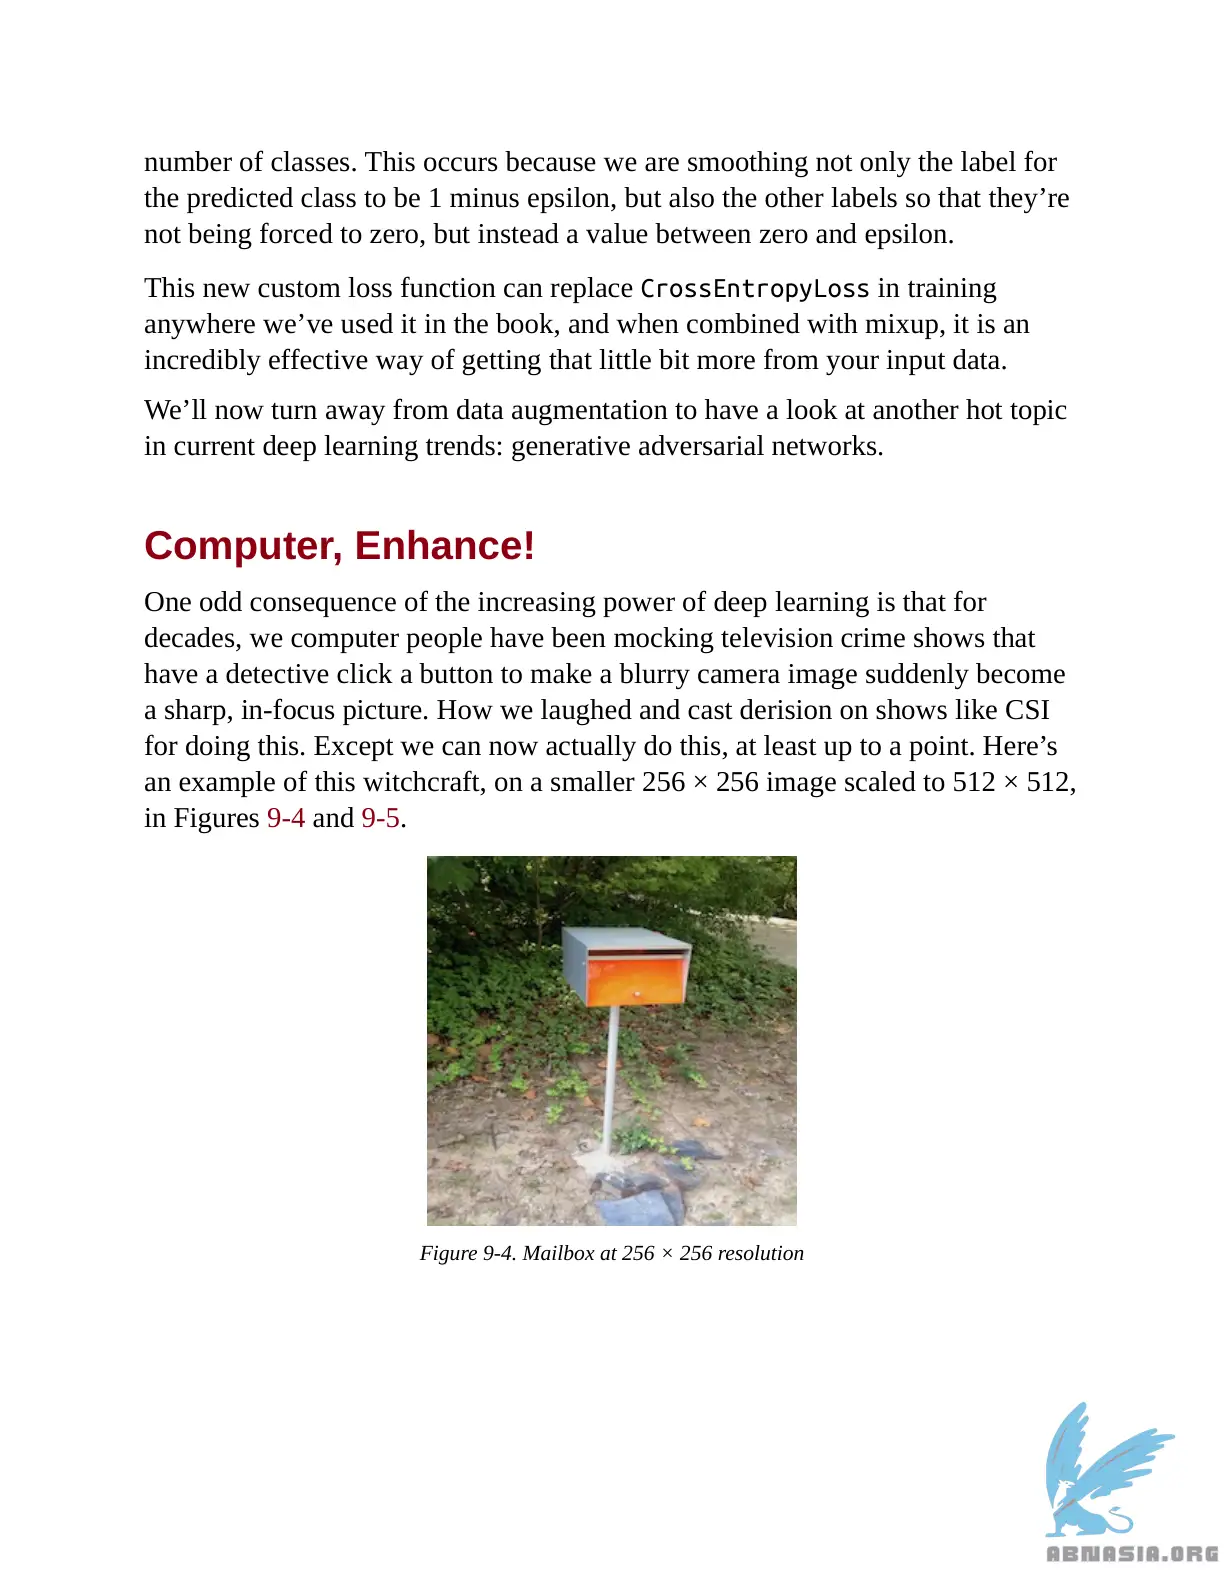 number of classes. This occurs because we are smoothing not only the label for
the predicted class to be 1 minus epsilon, but also the other labels so that they’re
not being forced to zero, but instead a value between zero and epsilon.
This new custom loss function can replace CrossEntropyLoss in training
anywhere we’ve used it in the book, and when combined with mixup, it is an
incredibly effective way of getting that little bit more from your input data.
We’ll now turn away from data augmentation to have a look at another hot topic
in current deep learning trends: generative adversarial networks.
Computer, Enhance!
One odd consequence of the increasing power of deep learning is that for
decades, we computer people have been mocking television crime shows that
have a detective click a button to make a blurry camera image suddenly become
a sharp, in-focus picture. How we laughed and cast derision on shows like CSI
for doing this. Except we can now actually do this, at least up to a point. Here’s
an example of this witchcraft, on a smaller 256 × 256 image scaled to 512 × 512,
in Figures 9-4 and 9-5.
Figure 9-4. Mailbox at 256 × 256 resolution
ABNASIA.ORG